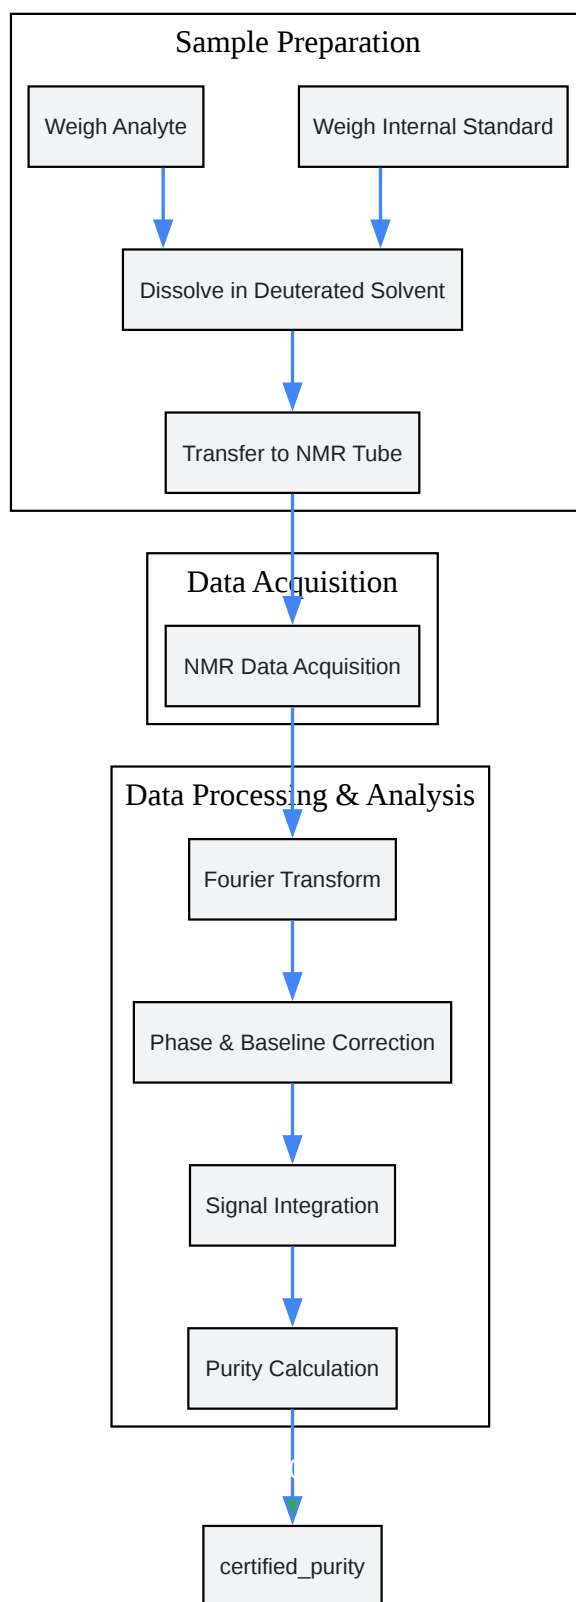 Sample Preparation
Weigh Analyte
Weigh Internal Standard
Dissolve in Deuterated Solvent
Transfer to NMR Tube
Data Acquisition
NMR Data Acquisition
Data Processing & Analysis
Fourier Transform
Phase & Baseline Correction
Signal Integration
Purity Calculation
certified_purity